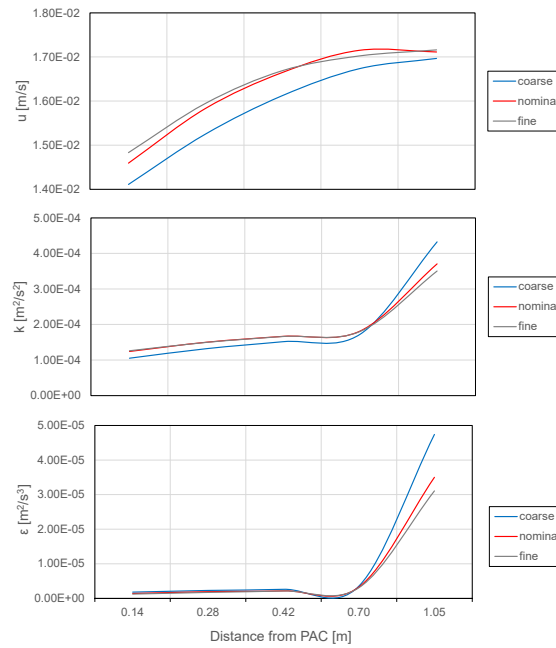 1.80E-02
1.70E-02
1.60E-02
1.50E-02
1.40E-02
u [m/s]
coarse
nomina
fine
5.00E-04
4.00E-04
3.00E-04
2.00E-04
1.00E-04
0.00E+00
k [m²/s²]
coarse
nomina
fine
5.00E-05
4.00E-05
3.00E-05
2.00E-05
1.00E-05
0.00E+00
ε [m²/s³]
coarse
nomina
fine
0.14 0.28 0.42 0.70 1.05
Distance from PAC [m]